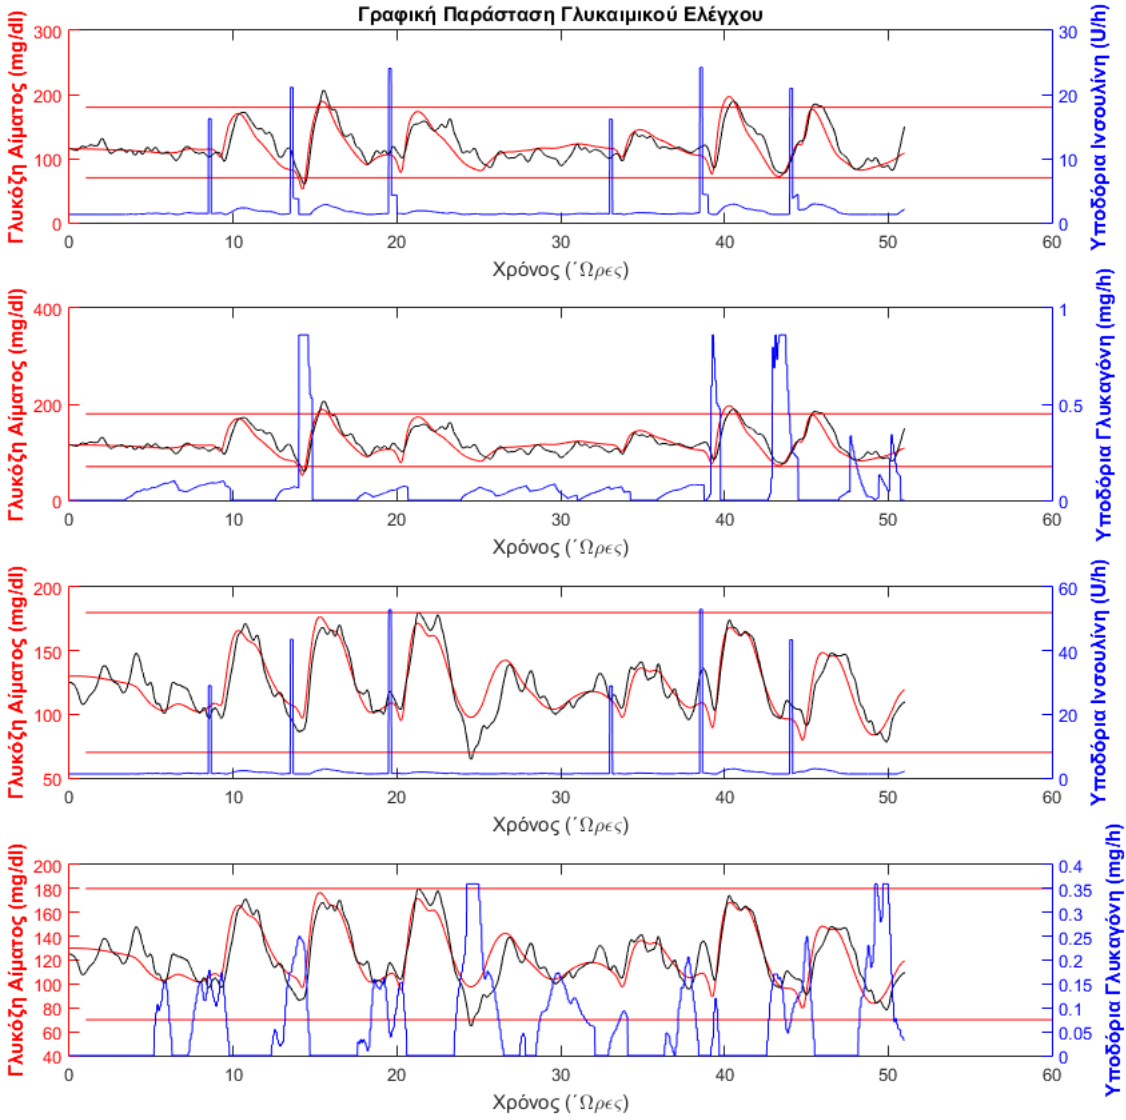 Γραφική Παράσταση Γλυκαιμικού Ελέγχου
Γλυκόζη Αίματος (mg/dl)
300
200
100
0
30
20
10
0
Υποδόρια Ινσουλίνη (U/h)
0 10 20 30 40 50 60
Χρόνος (΄Ωρες)
Γλυκόζη Αίματος (mg/dl)
400
200
0
1
0.5
0
Υποδόρια Γλυκαγόνη (mg/h)
0 10 20 30 40 50 60
Χρόνος (΄Ωρες)
Γλυκόζη Αίματος (mg/dl)
200
150
100
50
60
40
20
0
Υποδόρια Ινσουλίνη (U/h)
0 10 20 30 40 50 60
Χρόνος (΄Ωρες)
Γλυκόζη Αίματος (mg/dl)
200
180
160
140
120
100
80
60
40
0.4
0.35
0.3
0.25
0.2
0.15
0.1
0.05
0
Υποδόρια Γλυκαγόνη (mg/h)
0 10 20 30 40 50 60
Χρόνος (΄Ωρες)